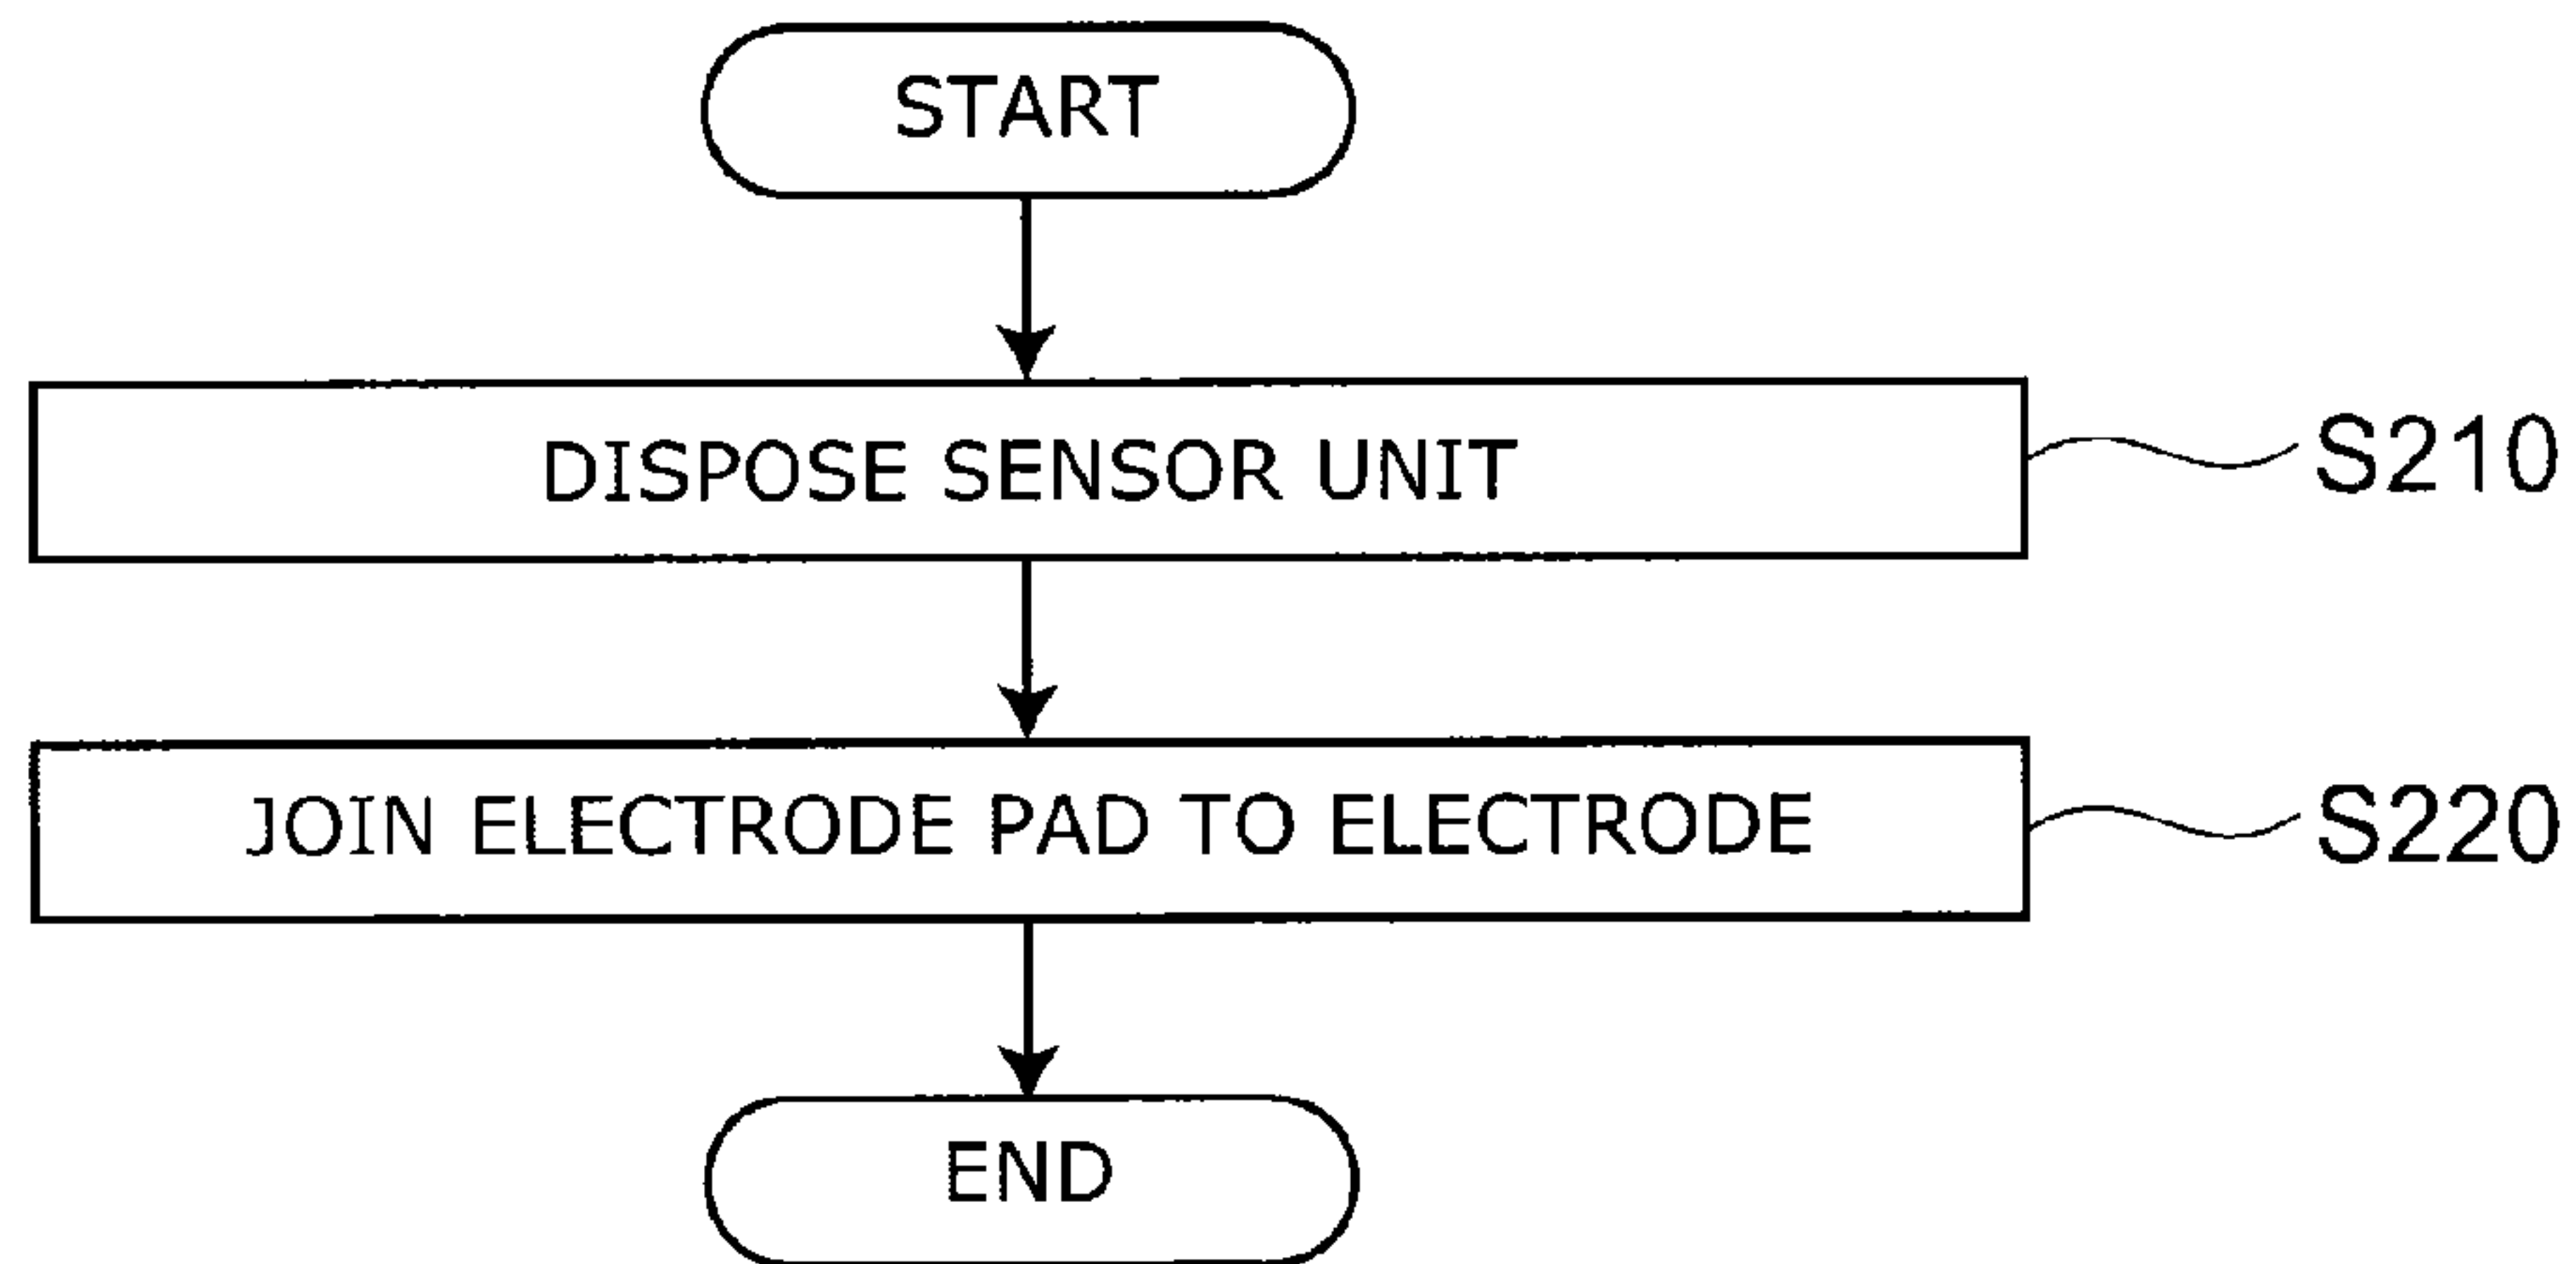 START
DISPOSE SENSOR UNIT
S210
JOIN ELECTRODE PAD TO ELECTRODE
S220
END